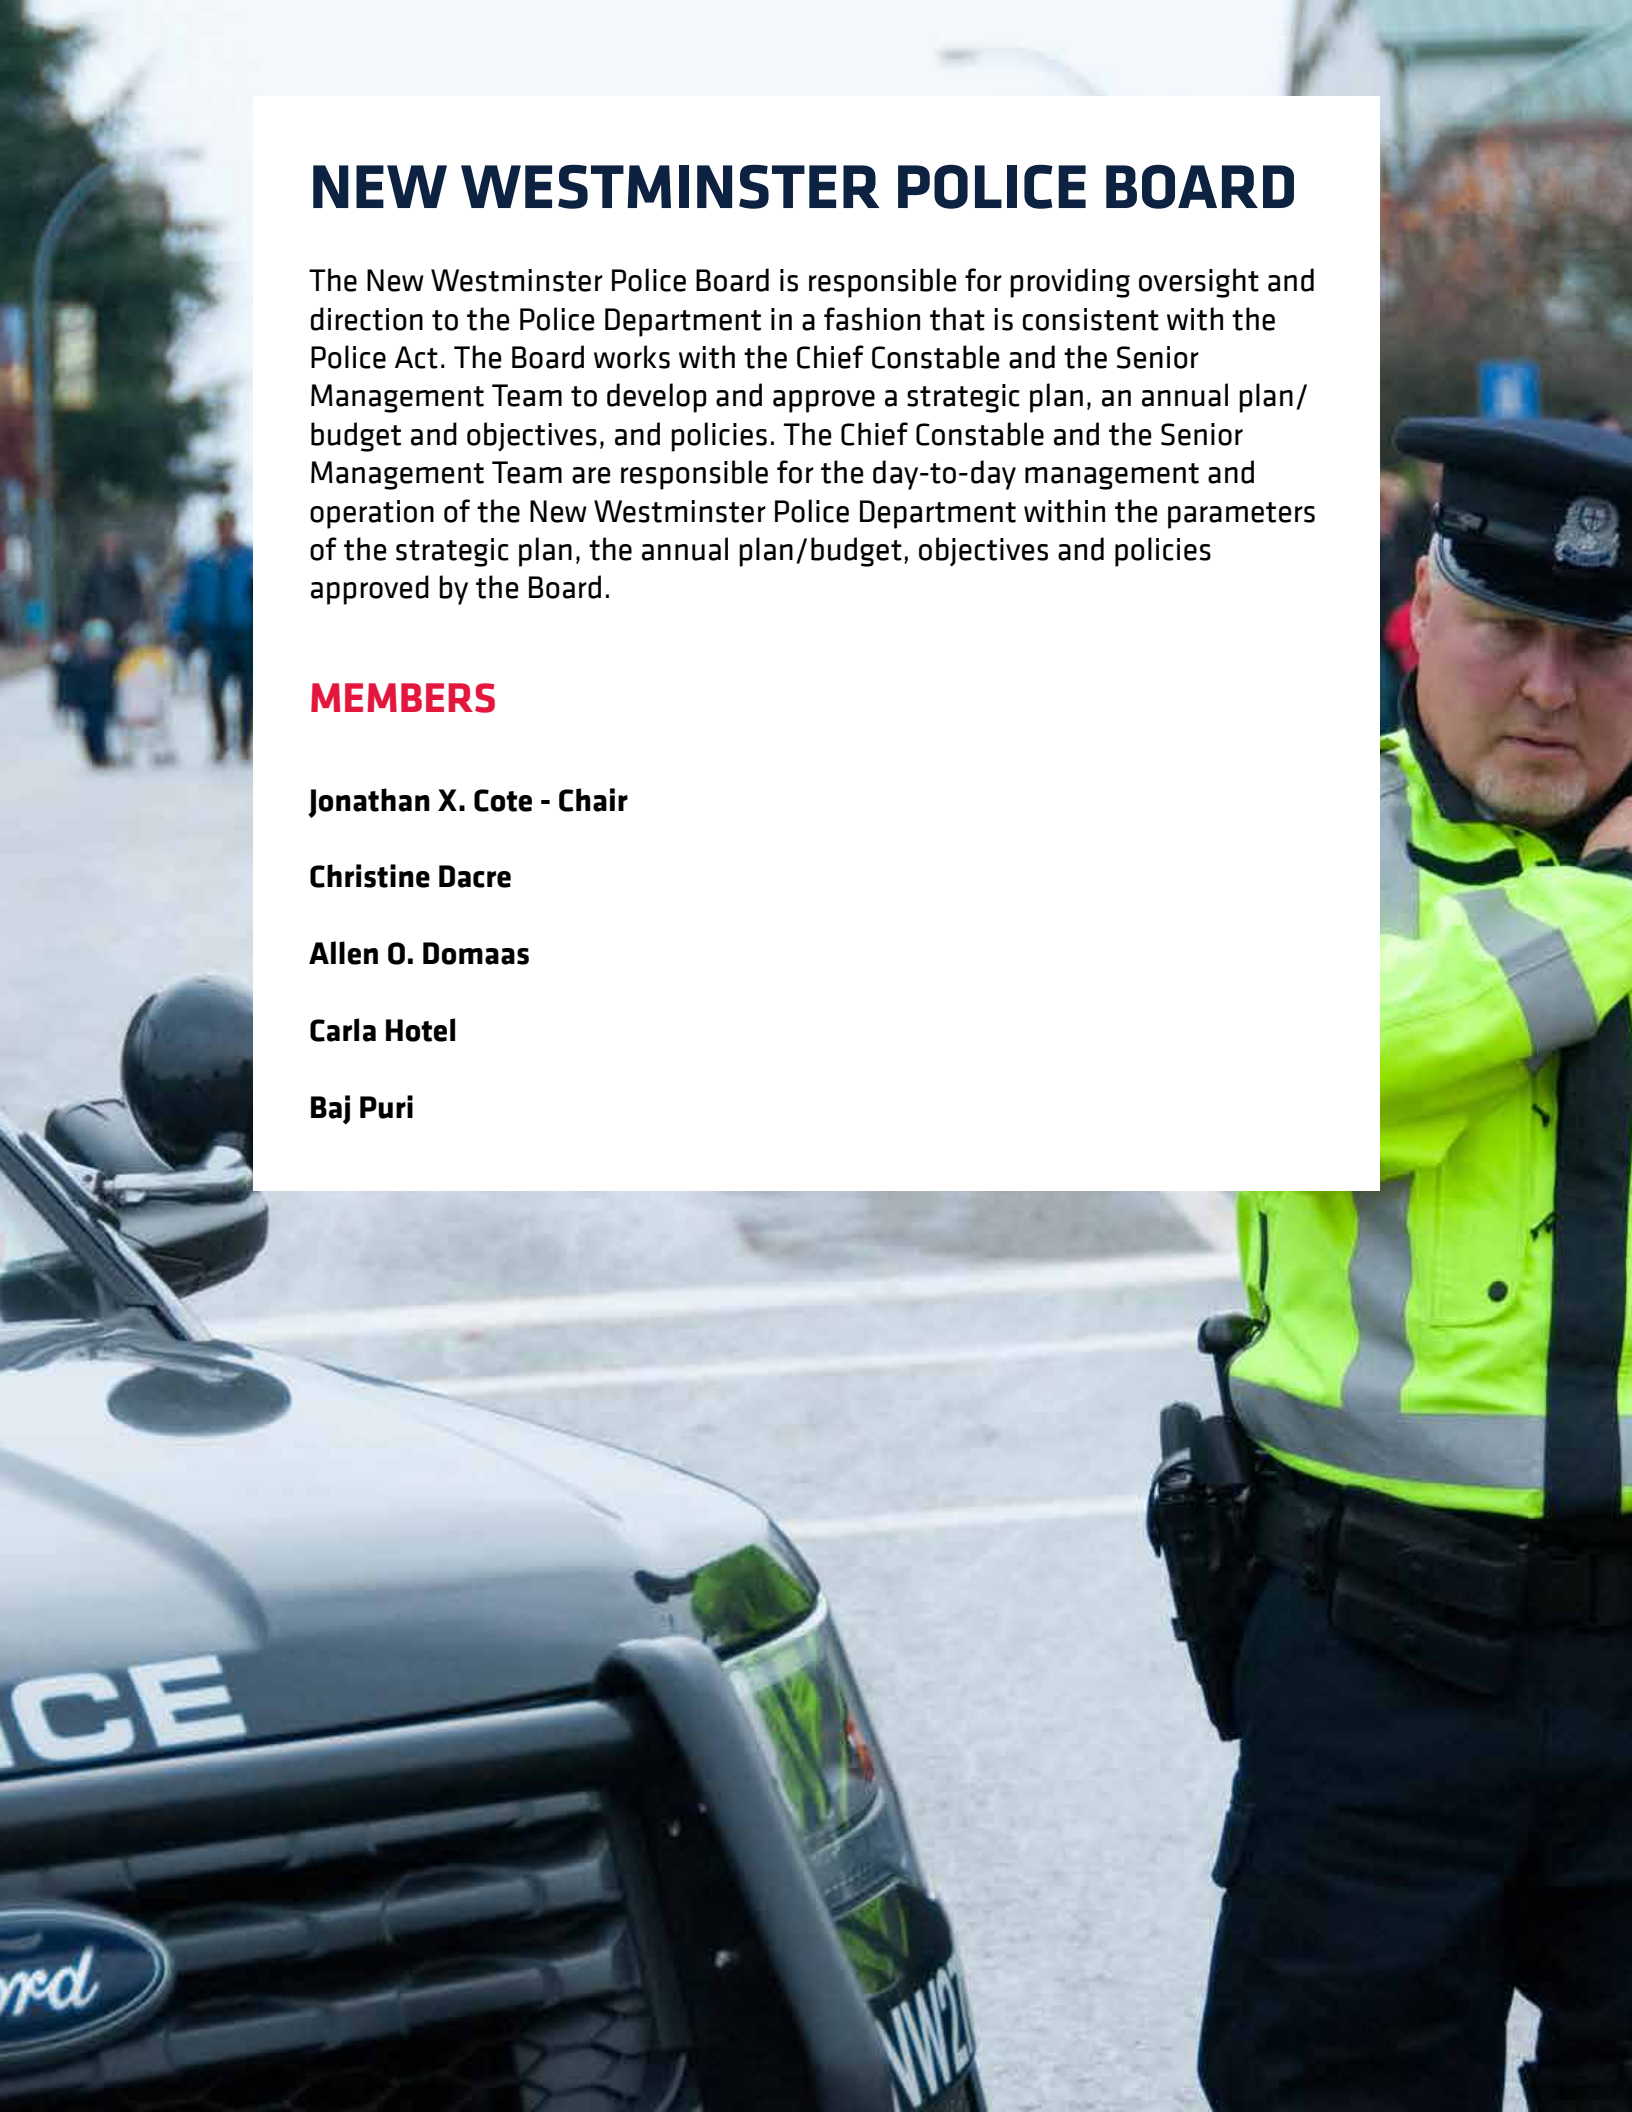 NEW WESTMINSTER POLICE BOARD
The New Westminster Police Board is responsible for providing oversight and
direction to the Police Department in a fashion that is consistent with the
Police Act. The Board works with the Chief Constable and the Senior
Management Team to develop and approve a strategic plan, an annual plan/
budget and objectives, and policies. The Chief Constable and the Senior
Management Team are responsible for the day-to-day management and
operation of the New Westminster Police Department within the parameters
of the strategic plan, the annual plan/budget, objectives and policies
approved by the Board.
MEMBERS
Jonathan X. Cote - Chair
Christine Dacre
Allen O. Domaas
Carla Hotel
Baj Puri
ICE
ord
NW27